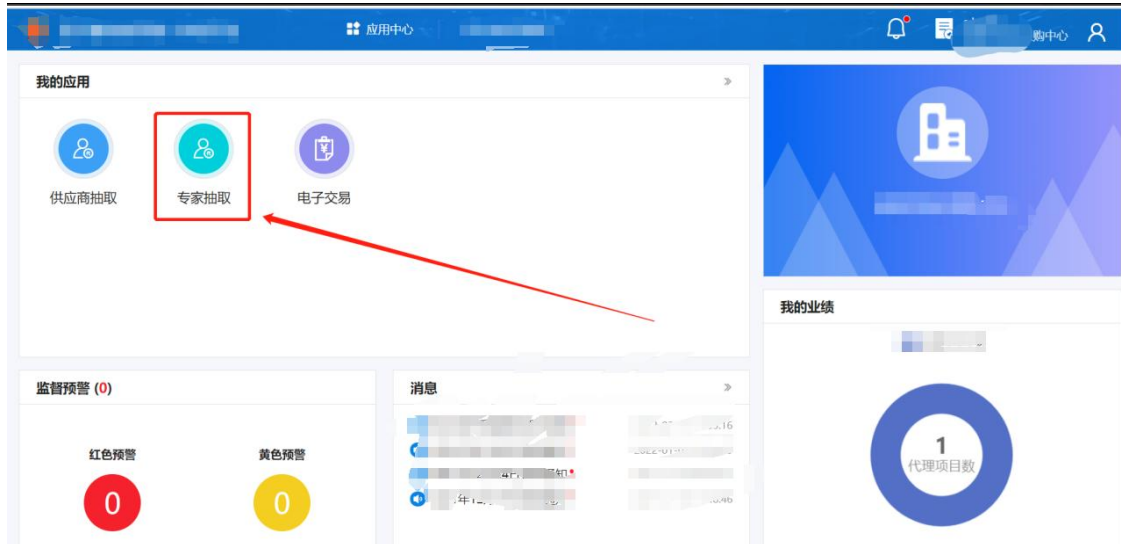 应用中心
购中心
我的应用
供应商抽取
专家抽取
电子交易
我的业绩
1
代理项目数
监督预警 (0)
红色预警
黄色预警
0
0
消息